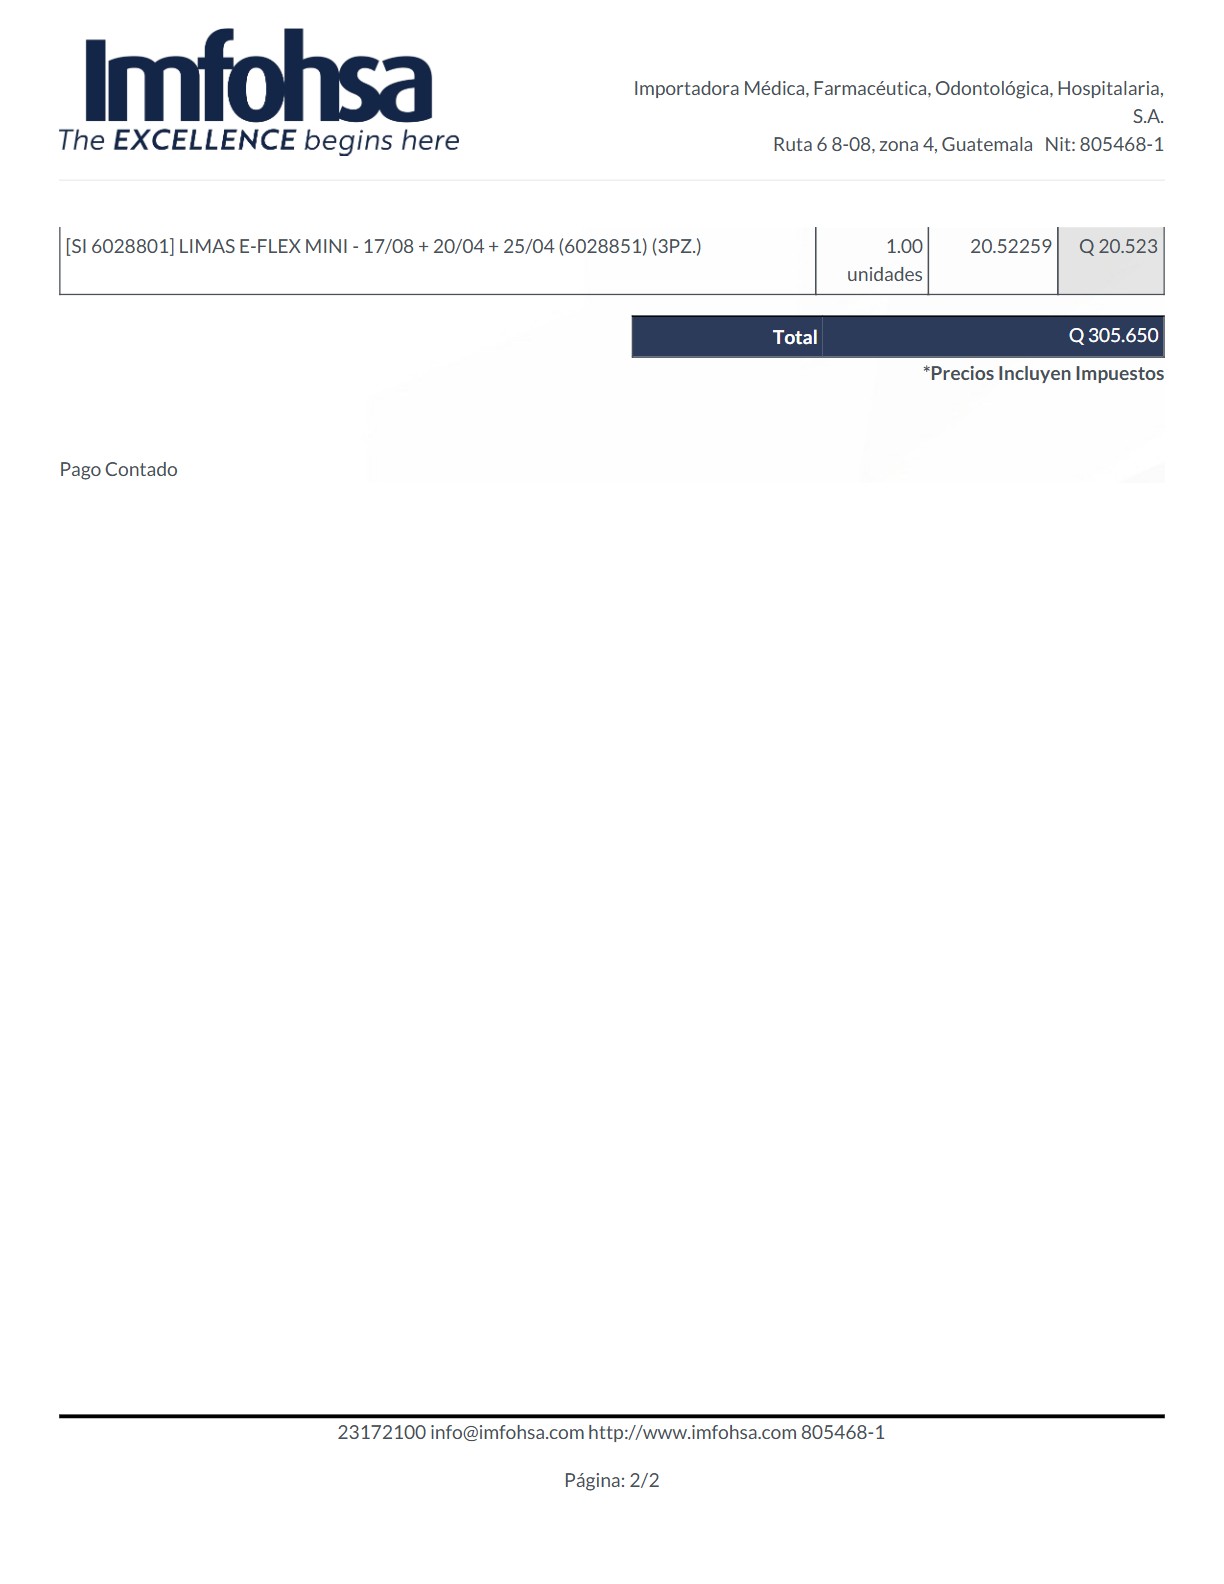 Imfohsa
The EXCELLENCE begins here
Importadora Médica, Farmacéutica, Odontológica, Hospitalaria,
S.A.
Ruta 6 8-08, zona 4, Guatemala Nit: 805468-1
[SI 6028801] LIMAS E-FLEX MINI - 17/08 + 20/04 + 25/04 (6028851) (3PZ.) 1.00 20.52259 Q 20.523
unidades
Total Q 305.650
*Precios Incluyen Impuestos
Pago Contado
23172100 info@imfohsa.com http://www.imfohsa.com 805468-1
Página: 2/2